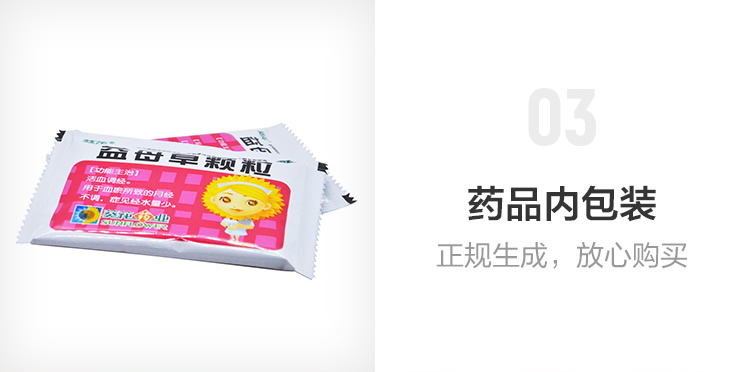 益母草颗粒
[功能主治]
活血调经。
用于血瘀所致的月经
不调,症见经水量少。
葵花药业
SUNFLOWER
03
药品内包装
正规生成，放心购买